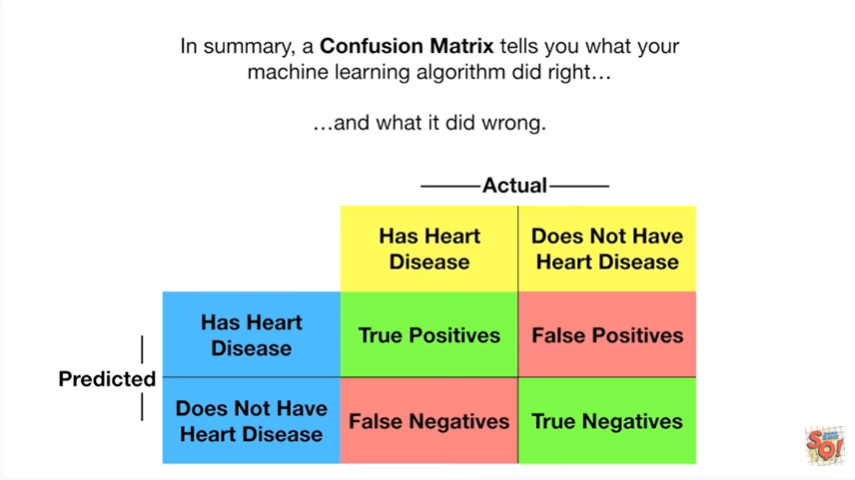 In summary, a Confusion Matrix tells you what your
machine learning algorithm did right…
…and what it did wrong.
Actual
Has Heart
Disease
Does Not Have
Heart Disease
Has Heart
Disease
True Positives
False Positives
Predicted
Does Not Have
Heart Disease
False Negatives
True Negatives
SQ!